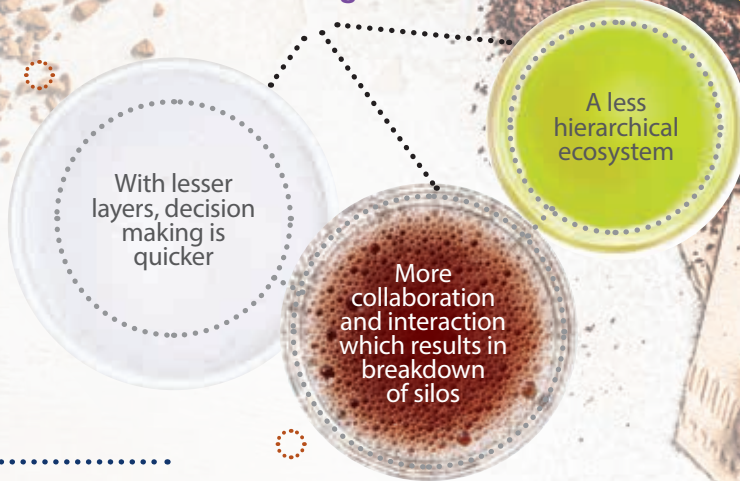 With lesser
layers, decision
making is
quicker
More
collaboration
and interaction
which results in
breakdown
of silos
A less
hierarchical
ecosystem